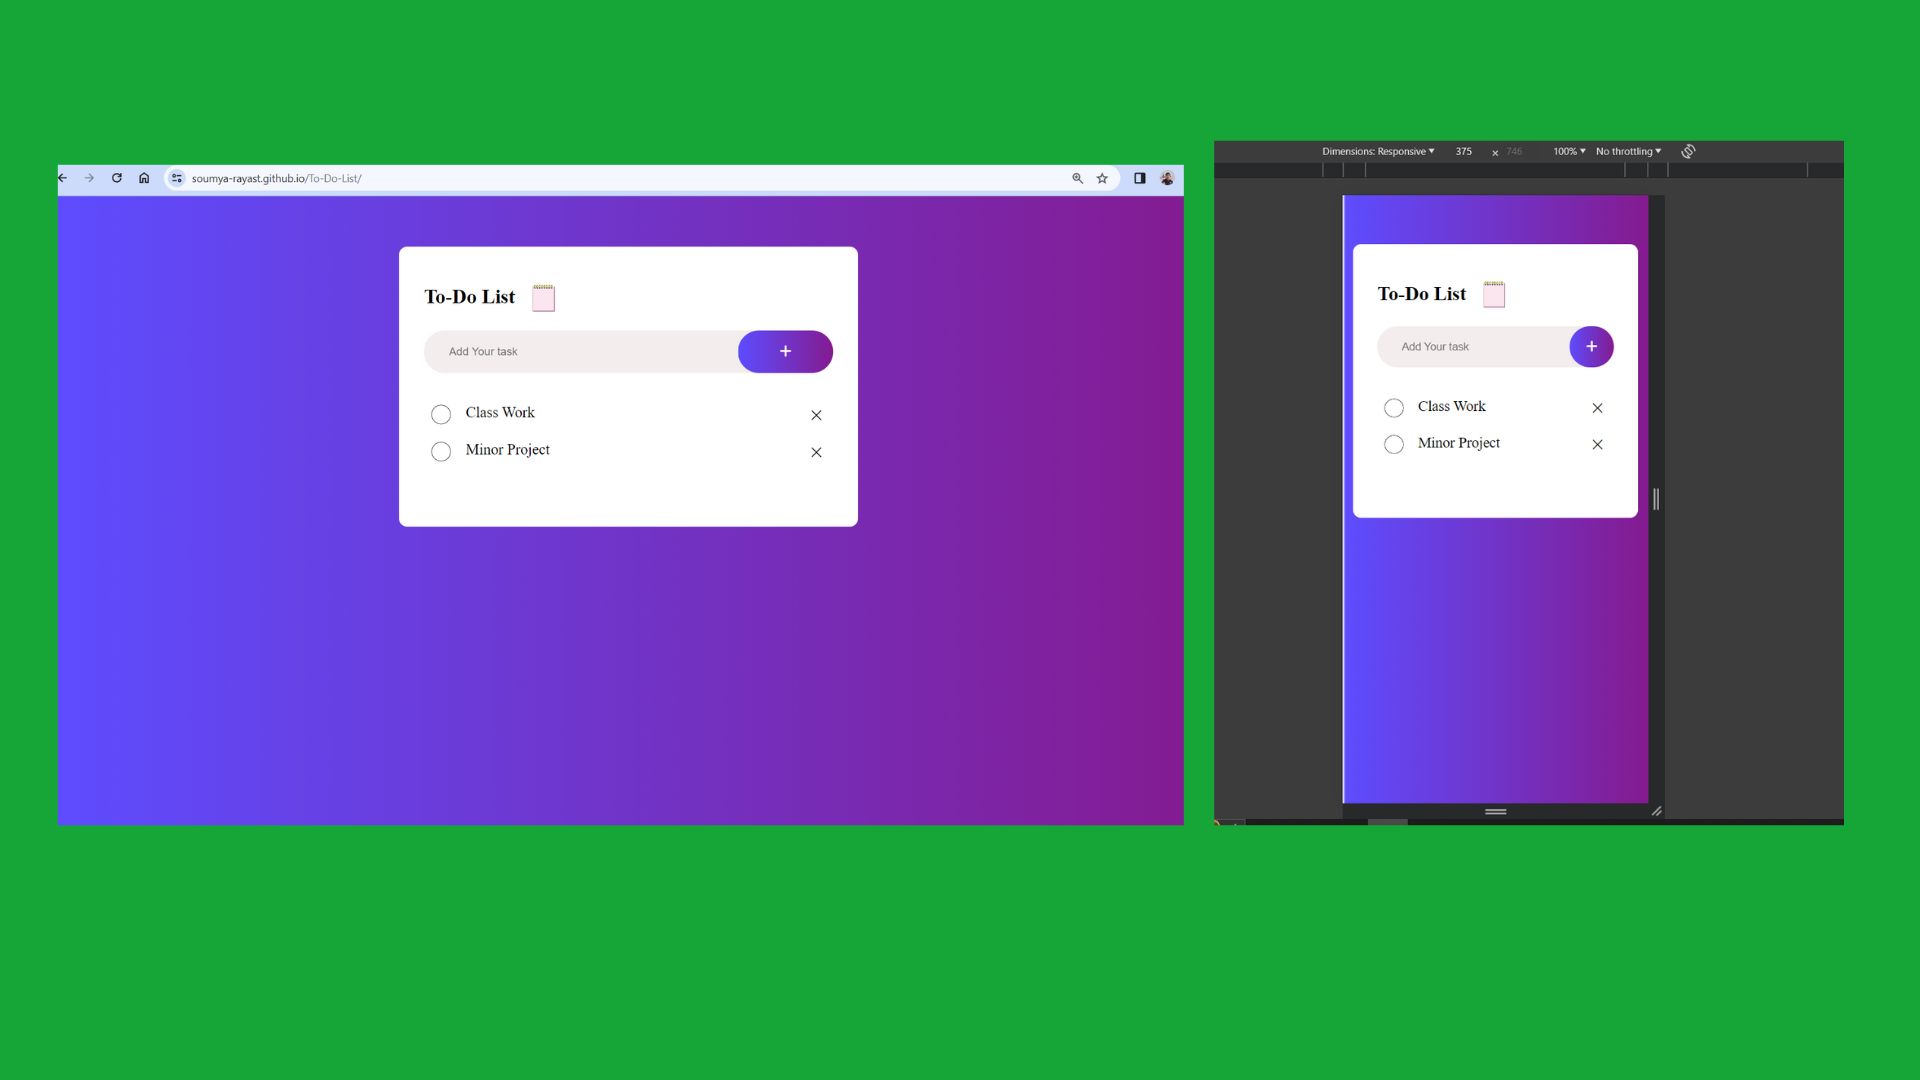 soumya-rayast.github.io/To-Do-List/
To-Do List
Add Your task
+
Class Work
Minor Project
Dimensions: Responsive 375 × 746 100% No throttling
To-Do List
Add Your task
+
Class Work
Minor Project